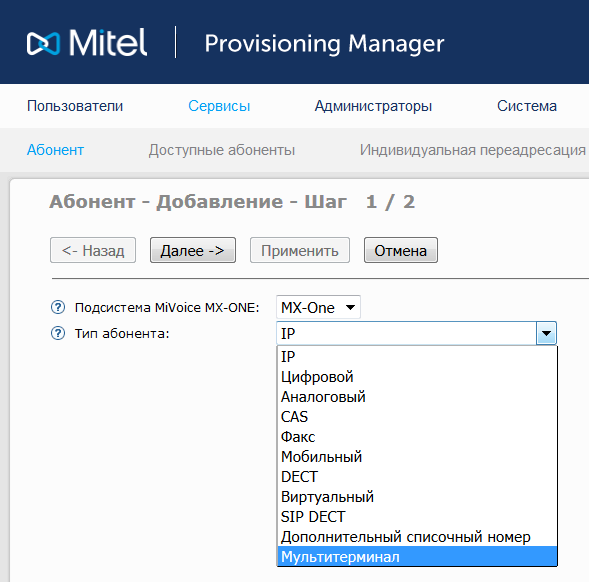 Mitel Provisioning Manager
Пользователи Сервисы Администраторы Система
Абонент Доступные абоненты Индивидуальная переадресация
Абонент - Добавление - Шаг 1 / 2
<- Назад Далее -> Применить Отмена
? Подсистема MiVoice MX-ONE: MX-One
? Тип абонента: IP
IP
Цифровой
Аналоговый
CAS
Факс
Мобильный
DECT
Виртуальный
SIP DECT
Дополнительный списочный номер
Мультитерминал